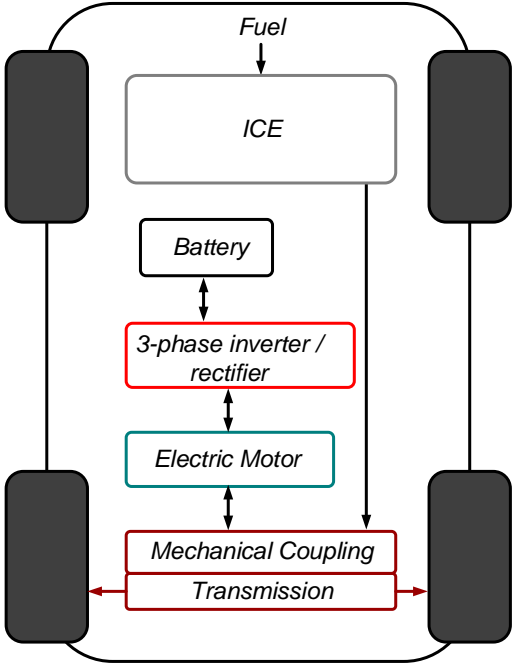 Fuel
ICE
Battery
3-phase inverter /
rectifier
Electric Motor
Mechanical Coupling
Transmission